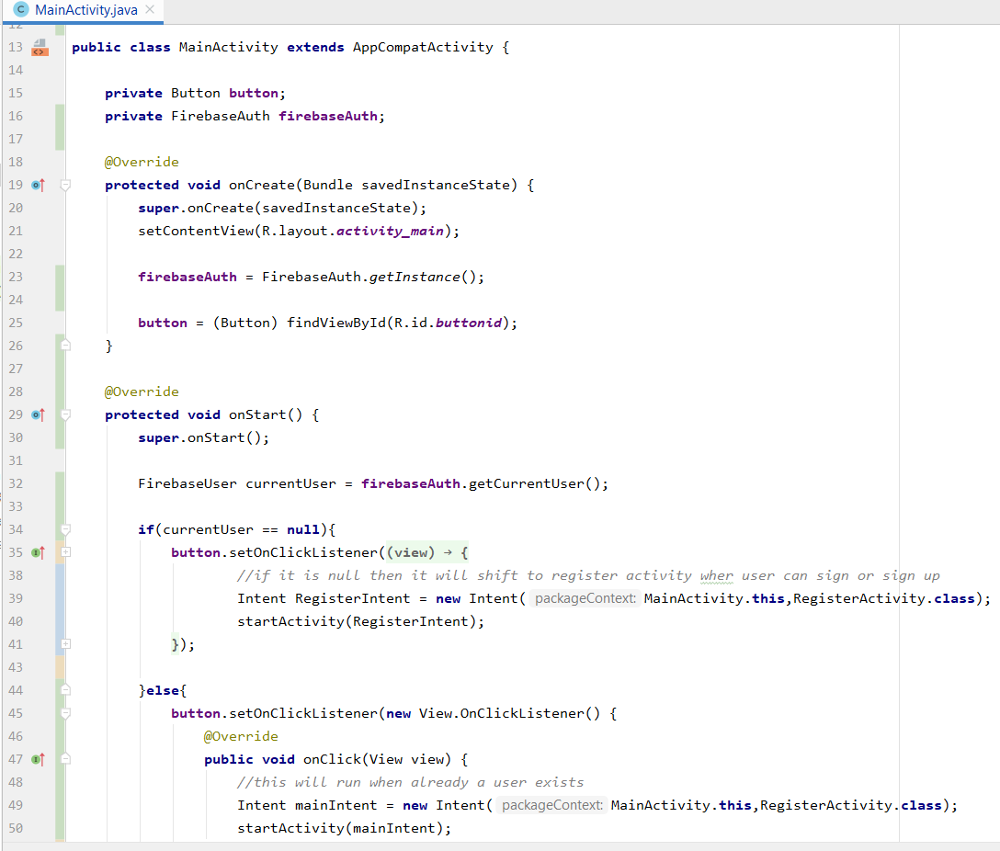 C MainActivity.java
12
13 public class MainActivity extends AppCompatActivity {
14
15 private Button button;
16 private FirebaseAuth firebaseAuth;
17
18 @Override
19 protected void onCreate(Bundle savedInstanceState) {
20 super.onCreate(savedInstanceState);
21 setContentView(R.layout.activity_main);
22
23 firebaseAuth = FirebaseAuth.getInstance();
24
25 button = (Button) findViewById(R.id.buttonid);
26 }
27
28 @Override
29 protected void onStart() {
30 super.onStart();
31
32 FirebaseUser currentUser = firebaseAuth.getCurrentUser();
33
34 if(currentUser == null){
35 button.setOnClickListener((view) → {
38 //if it is null then it will shift to register activity wher user can sign or sign up
39 Intent RegisterIntent = new Intent( packageContext: MainActivity.this,RegisterActivity.class);
40 startActivity(RegisterIntent);
41 });
43
44 }else{
45 button.setOnClickListener(new View.OnClickListener() {
46 @Override
47 public void onClick(View view) {
48 //this will run when already a user exists
49 Intent mainIntent = new Intent( packageContext: MainActivity.this,RegisterActivity.class);
50 startActivity(mainIntent);